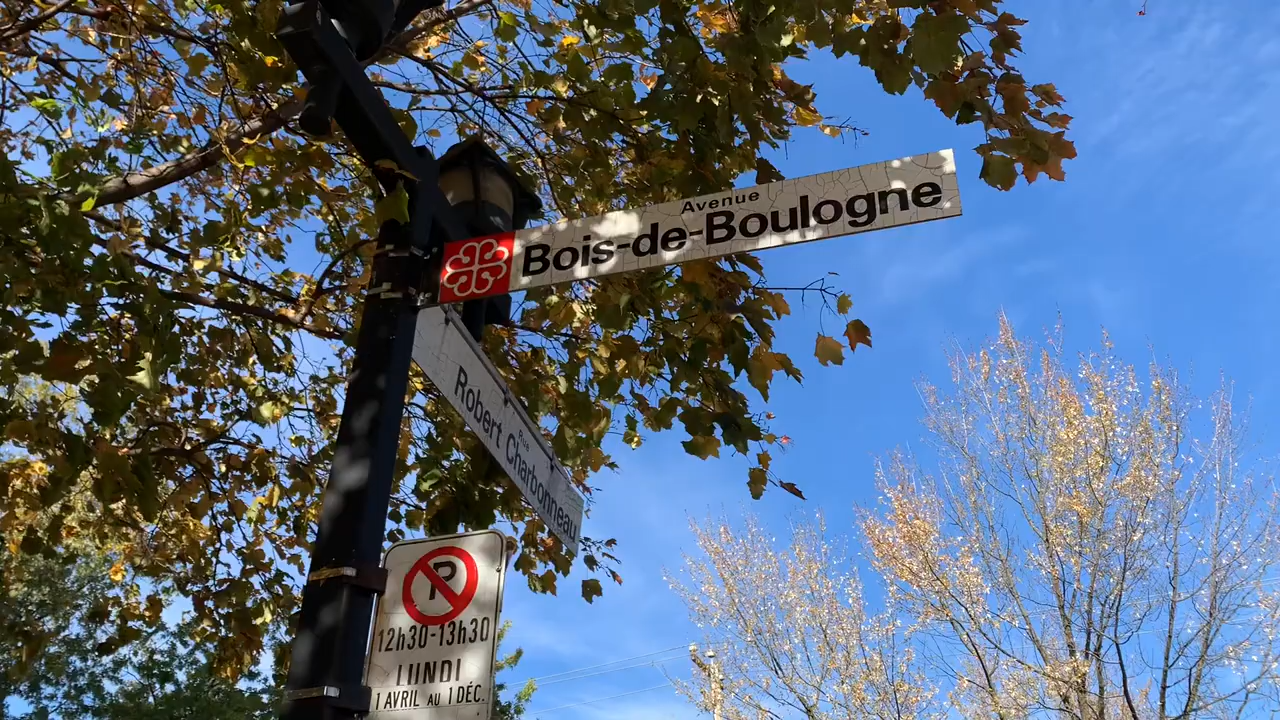 Avenue
Bois-de-Boulogne
Rue
Robert Charbonneau
P
12h30-13h30
LUNDI
1 AVRIL AU 1 DÉC.